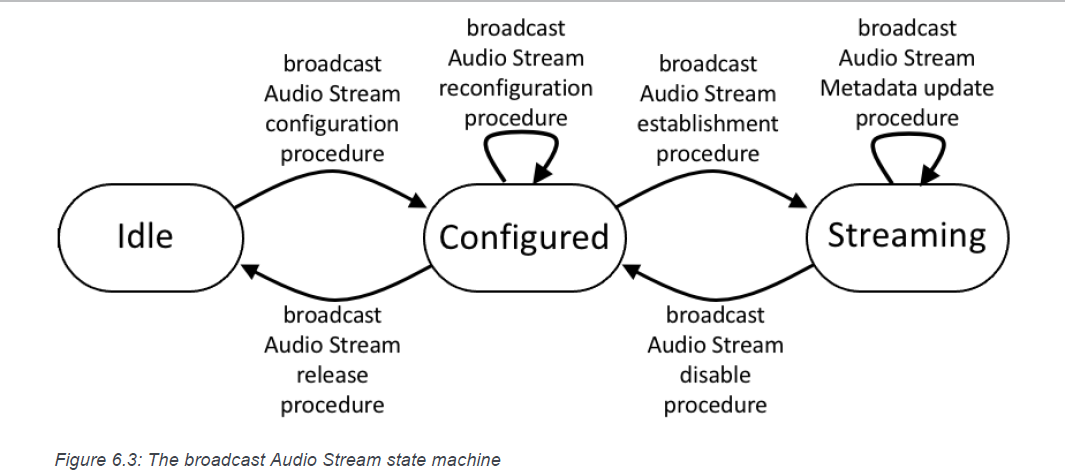 broadcast
Audio Stream
configuration
procedure
broadcast
Audio Stream
reconfiguration
procedure
broadcast
Audio Stream
establishment
procedure
broadcast
Audio Stream
Metadata update
procedure
Idle
Configured
Streaming
broadcast
Audio Stream
release
procedure
broadcast
Audio Stream
disable
procedure
Figure 6.3: The broadcast Audio Stream state machine